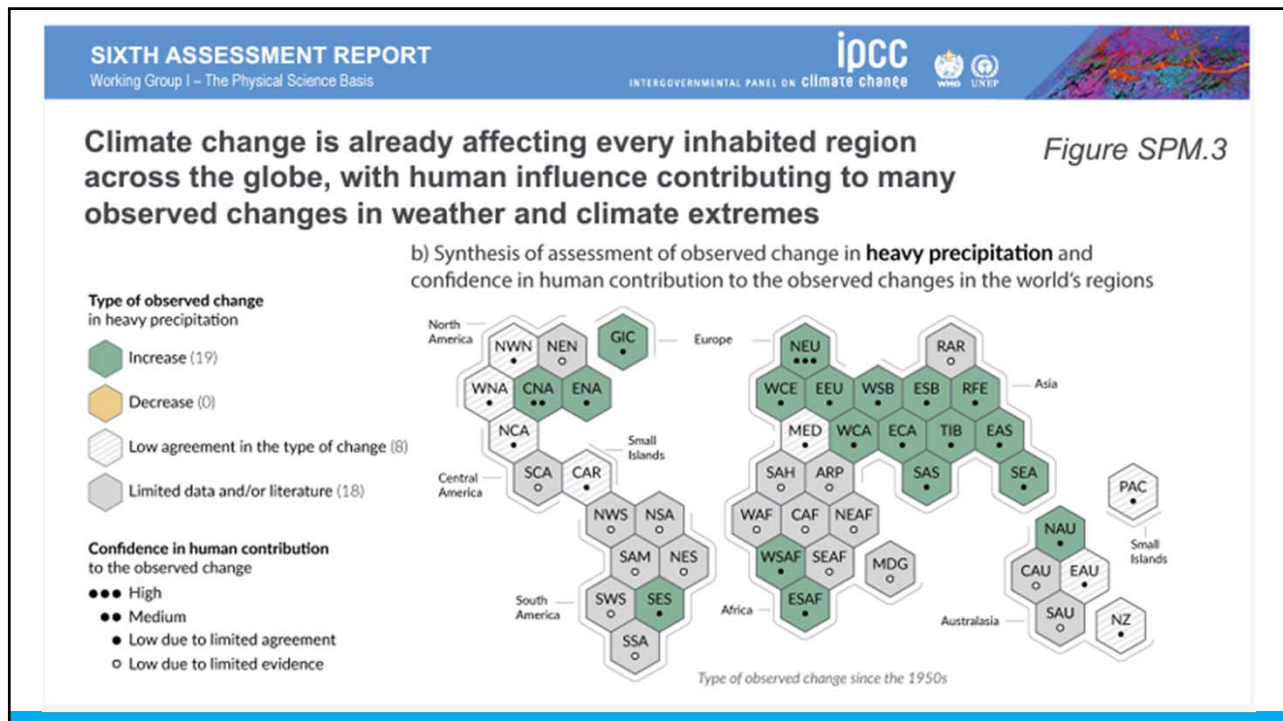 SIXTH ASSESSMENT REPORT
Working Group I – The Physical Science Basis
ipcc
INTERGOVERNMENTAL PANEL ON climate change
WMO
UNEP
Climate change is already affecting every inhabited region
across the globe, with human influence contributing to many
observed changes in weather and climate extremes
Figure SPM.3
b) Synthesis of assessment of observed change in heavy precipitation and
confidence in human contribution to the observed changes in the world's regions
Type of observed change
in heavy precipitation
Increase (19)
Decrease (0)
Low agreement in the type of change (8)
Limited data and/or literature (18)
Confidence in human contribution
to the observed change
High
Medium
Low due to limited agreement
Low due to limited evidence
North
America
NWN
NEN
GIC
WNA
CNA
ENA
NCA
Central
America
SCA
CAR
Small
Islands
NWS
NSA
SAM
NES
South
America
SWS
SES
SSA
Europe
NEU
RAR
WCE
EEU
WSB
ESB
RFE
Asia
MED
WCA
ECA
TIB
EAS
SAH
ARP
SAS
SEA
WAF
CAF
NEAF
WSAF
SEAF
MDG
Africa
ESAF
PAC
Small
Islands
NAU
CAU
EAU
Australasia
SAU
NZ
Type of observed change since the 1950s